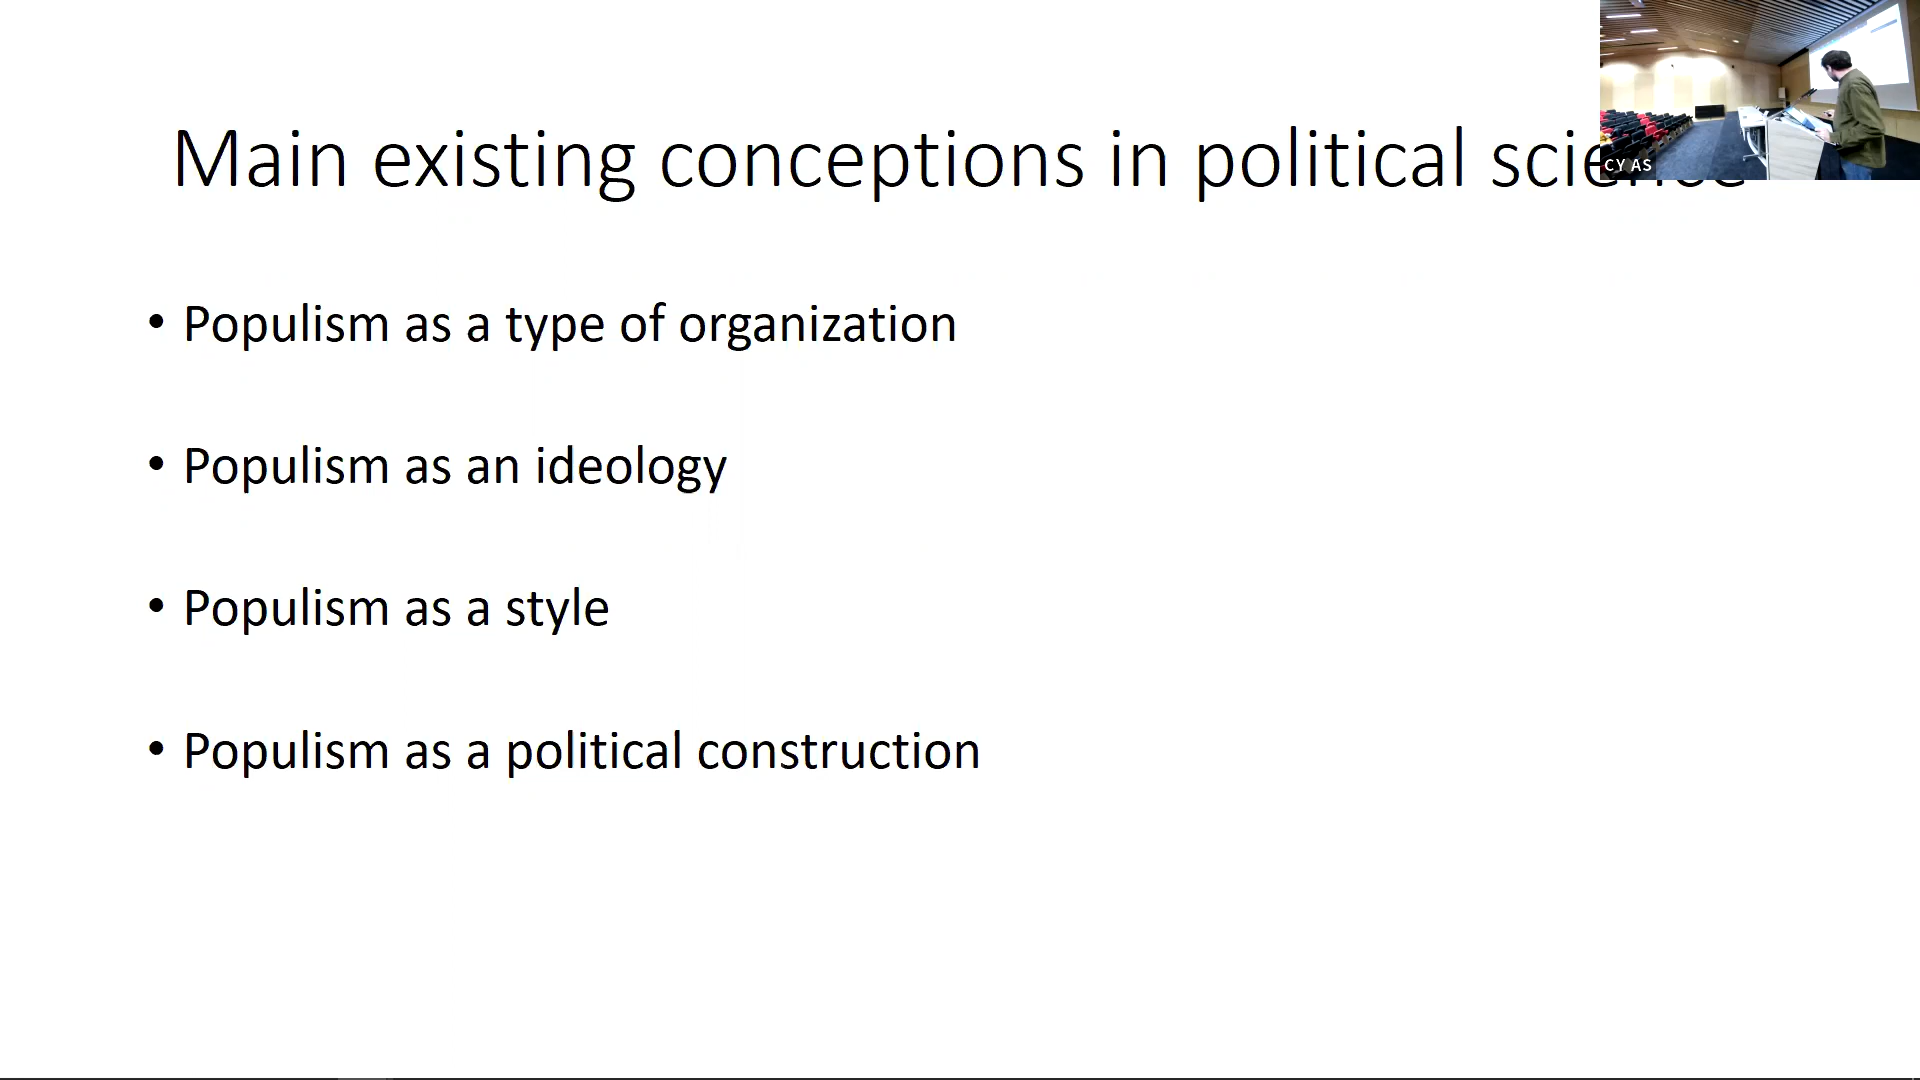 Main existing conceptions in political science
• Populism as a type of organization
• Populism as an ideology
• Populism as a style
• Populism as a political construction
CY AS